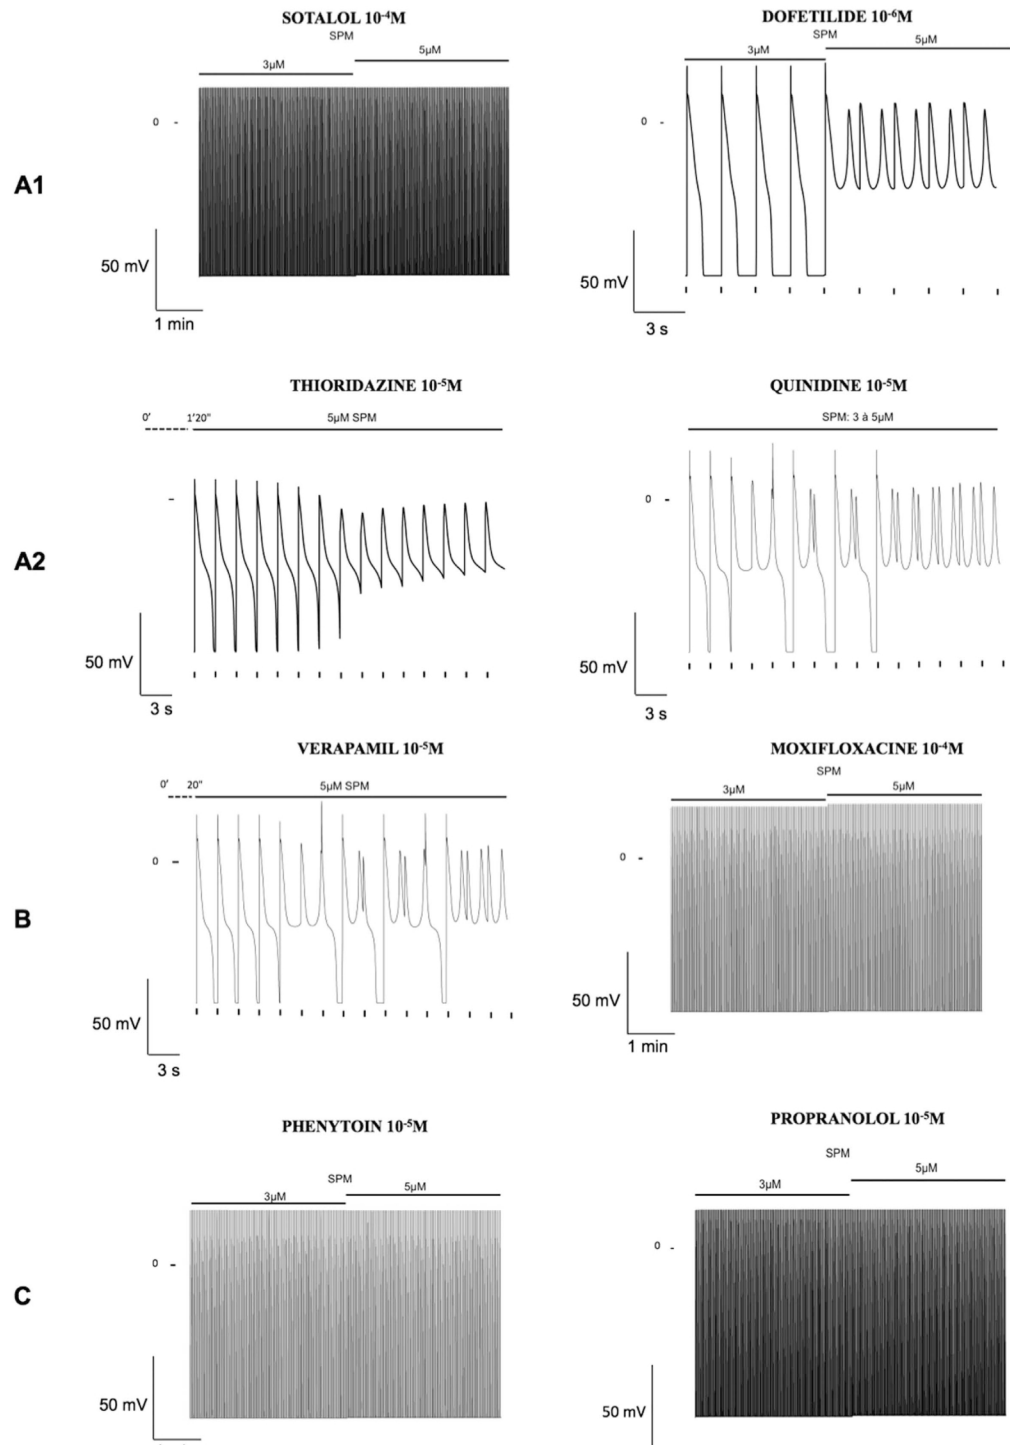 SOTALOL 10-4M
SPM
3µM
5µM
0 -
A1
50 mV
1 min
DOFETILIDE 10-6M
SPM
3µM
5µM
0 -
50 mV
3 s
THIORIDAZINE 10-5M
0' 1'20" 5µM SPM
-
A2
50 mV
3 s
QUINIDINE 10-5M
SPM: 3 à 5µM
0 -
50 mV
3 s
VERAPAMIL 10-5M
0' 20" 5µM SPM
0 -
B
50 mV
3 s
MOXIFLOXACINE 10-4M
SPM
3µM
5µM
0 -
50 mV
1 min
PHENYTOIN 10-5M
SPM
3µM
5µM
0 -
C
50 mV
PROPRANOLOL 10-5M
SPM
3µM
5µM
0 -
50 mV